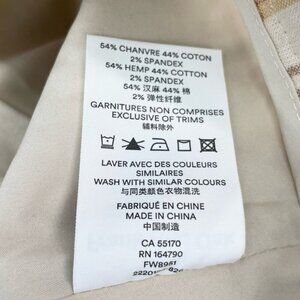 54% CHANVRE 44% COTON
2% SPANDEX
54% HEMP 44% COTTON
2% SPANDEX
54% 汉麻 44% 棉
2% 弹性纤维
GARNITURES NON COMPRISES
EXCLUSIVE OF TRIMS
辅料除外
LAVER AVEC DES COULEURS
SIMILAIRES
WASH WITH SIMILAR COLOURS
与同类颜色衣物混洗
FABRIQUÉ EN CHINE
MADE IN CHINA
中国制造
CA 55170
RN 164790
FW8951